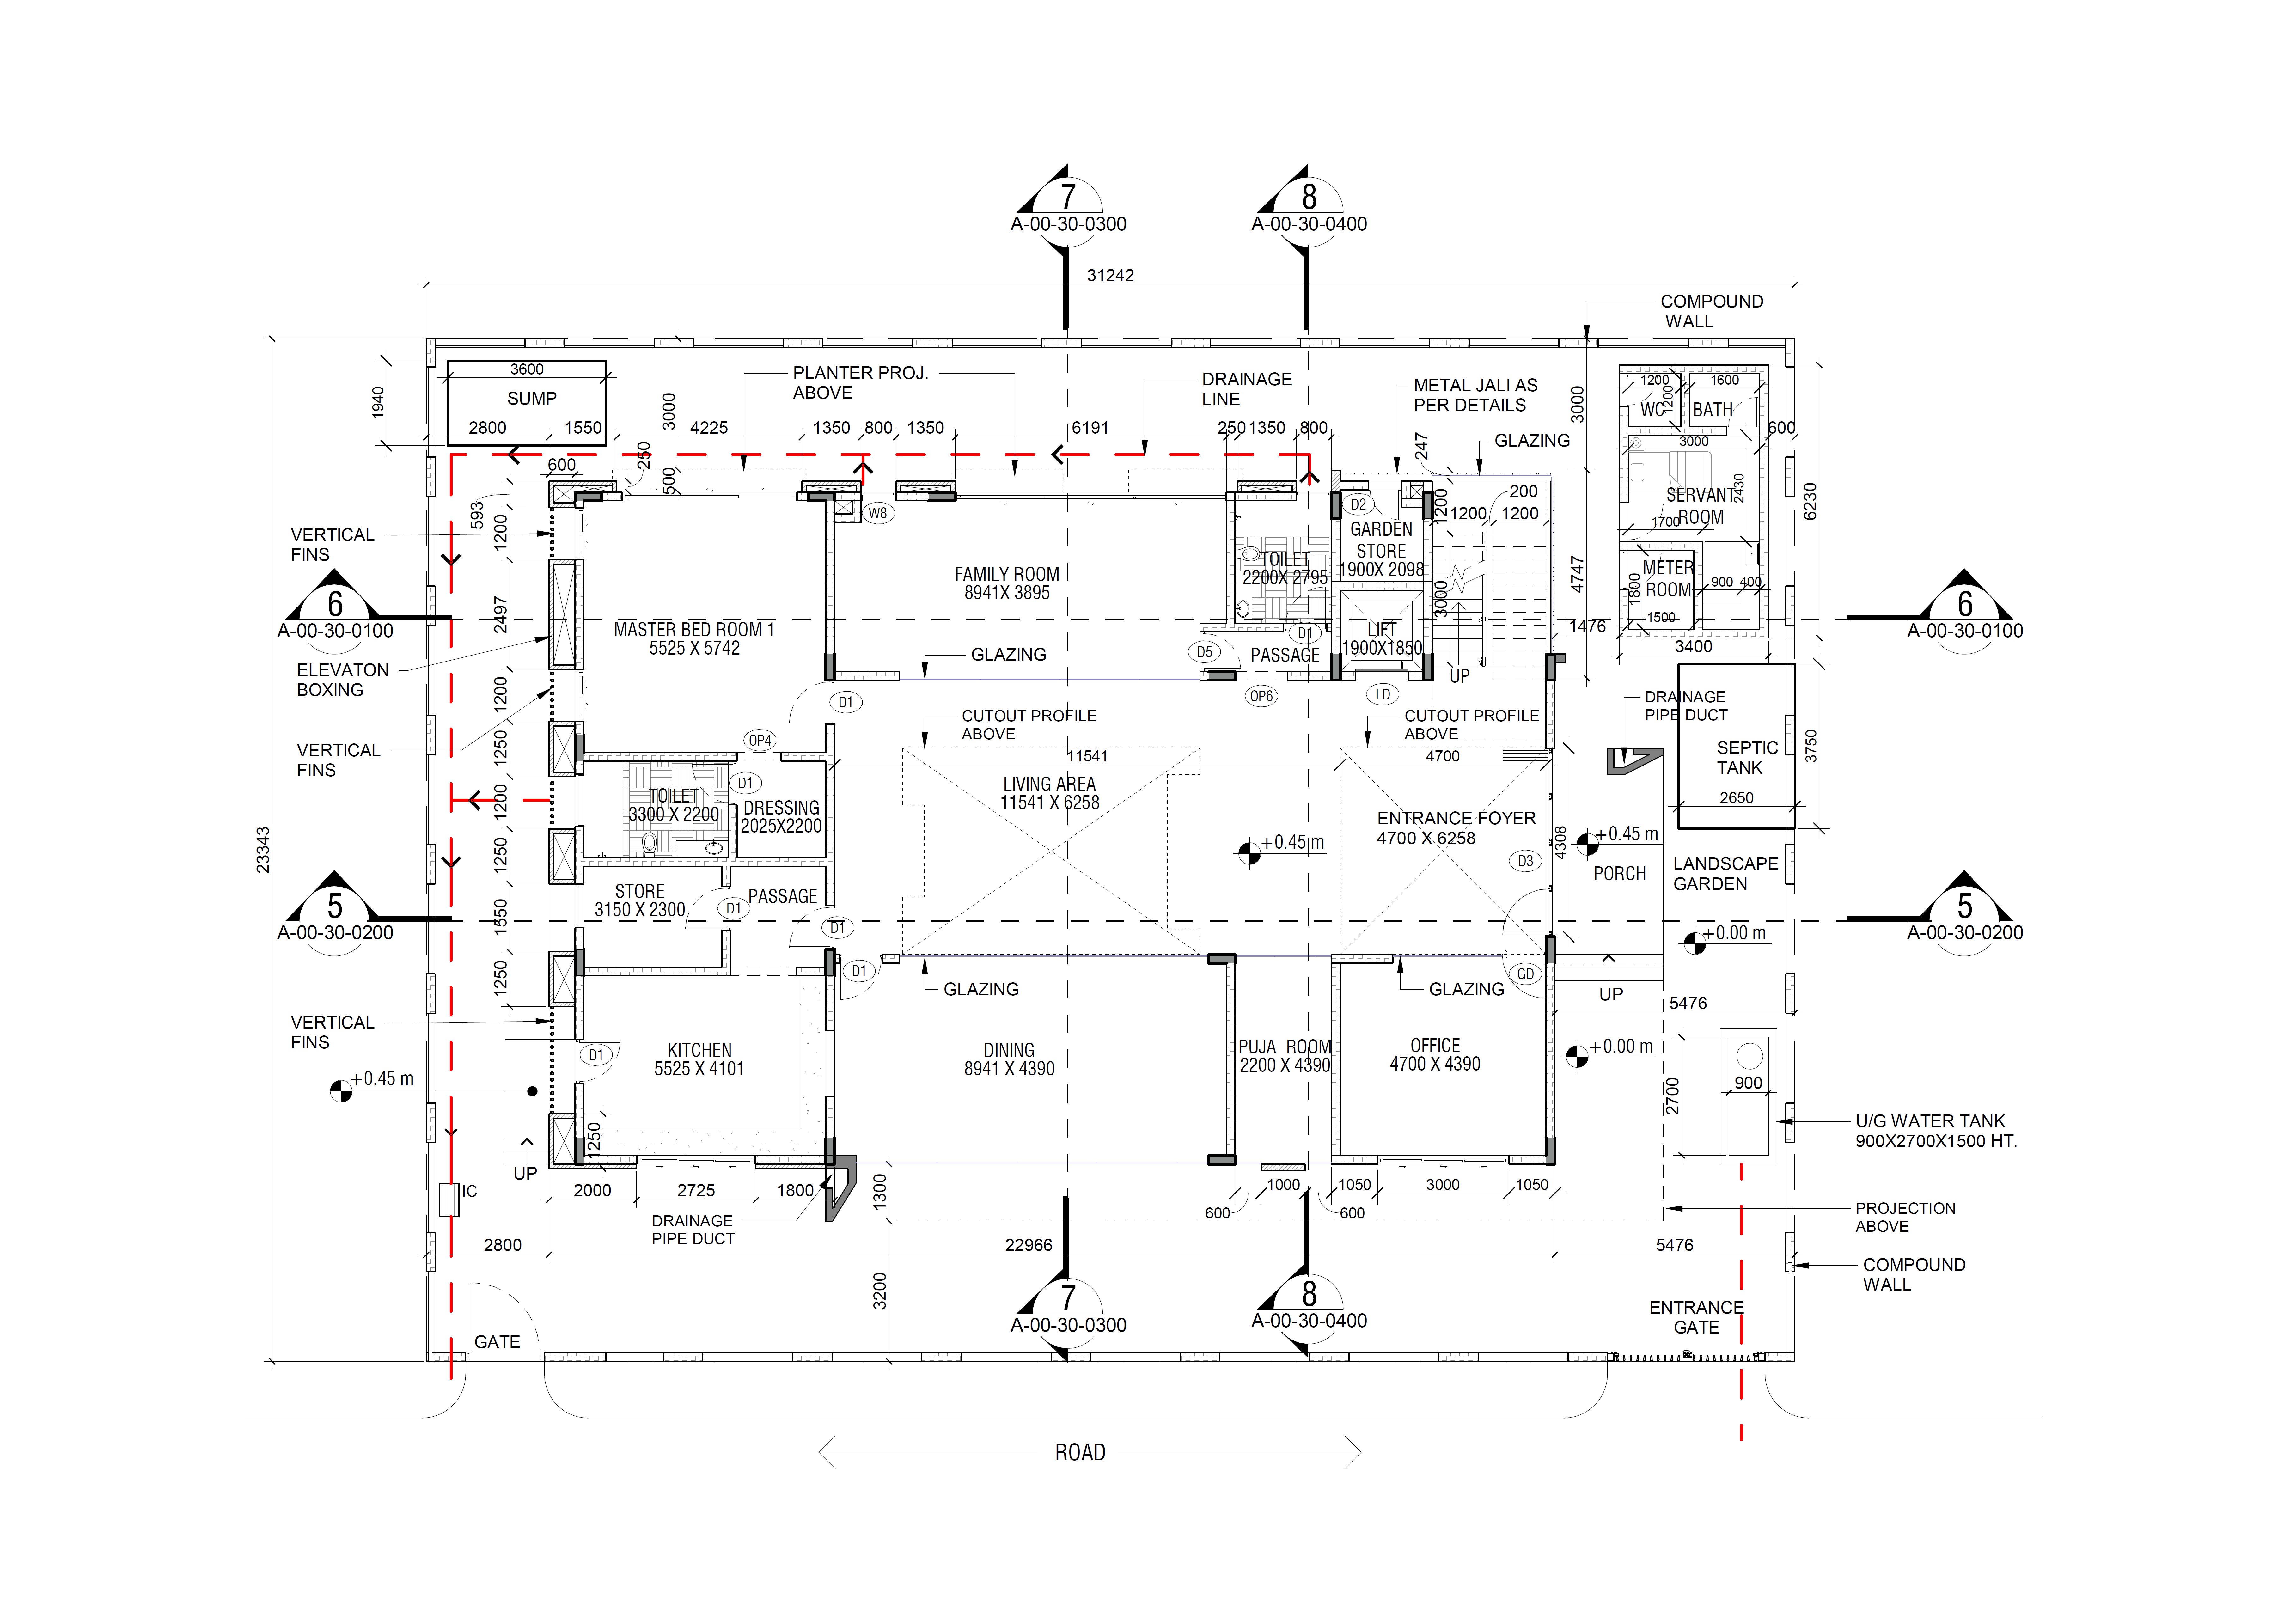 7
A-00-30-0300
8
A-00-30-0400
31242
COMPOUND
WALL
3600
SUMP
1940
PLANTER PROJ.
ABOVE
DRAINAGE
LINE
METAL JALI AS
PER DETAILS
3000
3000
1200
1600
1200
WC
BATH
2800
1550
4225
1350
800
1350
6191
250
1350
800
247
GLAZING
600
3000
600
250
500
593
1200
W8
D2
GARDEN
STORE
1900X 2098
1200
200
1200
1200
2430
SERVANT
ROOM
1700
6230
VERTICAL
FINS
FAMILY ROOM
8941X 3895
TOILET
2200X 2795
4747
3000
METER
ROOM
1800
900
400
1500
6
A-00-30-0100
2497
MASTER BED ROOM 1
5525 X 5742
D1
LIFT
1900X1850
1476
3400
6
A-00-30-0100
ELEVATON
BOXING
GLAZING
D5
PASSAGE
UP
1200
D1
OP6
LD
DRAINAGE
PIPE DUCT
VERTICAL
FINS
1250
OP4
CUTOUT PROFILE
ABOVE
CUTOUT PROFILE
ABOVE
11541
4700
SEPTIC
TANK
3750
2650
1200
TOILET
3300 X 2200
D1
DRESSING
2025X2200
LIVING AREA
11541 X 6258
ENTRANCE FOYER
4700 X 6258
4308
+0.45 m
+0.45 m
23343
1250
D3
PORCH
LANDSCAPE
GARDEN
5
A-00-30-0200
1550
STORE
3150 X 2300
D1
PASSAGE
D1
+0.00 m
5
A-00-30-0200
1250
D1
GLAZING
GLAZING
GD
UP
5476
VERTICAL
FINS
D1
KITCHEN
5525 X 4101
DINING
8941 X 4390
PUJA ROOM
2200 X 4390
OFFICE
4700 X 4390
+0.00 m
+0.45 m
2700
900
U/G WATER TANK
900X2700X1500 HT.
1250
UP
IC
2000
2725
1800
1300
1000
1050
3000
1050
600
600
DRAINAGE
PIPE DUCT
PROJECTION
ABOVE
2800
22966
5476
COMPOUND
WALL
3200
7
A-00-30-0300
8
A-00-30-0400
GATE
ENTRANCE
GATE
ROAD